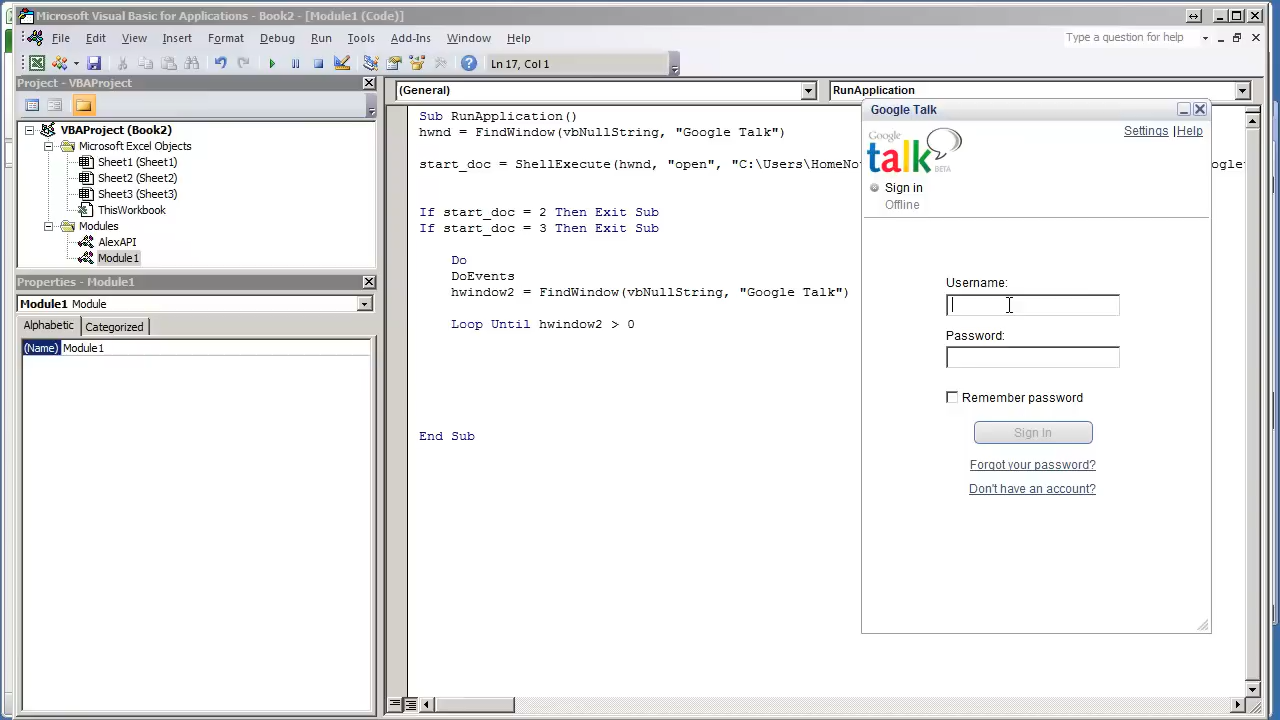 Microsoft Visual Basic for Applications - Book2 - [Module1 (Code)]
File Edit View Insert Format Debug Run Tools Add-Ins Window Help
Type a question for help
Ln 17, Col 1
Project - VBAProject
VBAProject (Book2)
Microsoft Excel Objects
Sheet1 (Sheet1)
Sheet2 (Sheet2)
Sheet3 (Sheet3)
ThisWorkbook
Modules
AlexAPI
Module1
Properties - Module1
Module1 Module
Alphabetic Categorized
(Name) Module1
(General) RunApplication
Sub RunApplication()
hwnd = FindWindow(vbNullString, "Google Talk")
start_doc = ShellExecute(hwnd, "open", "C:\Users\HomeNo
If start_doc = 2 Then Exit Sub
If start_doc = 3 Then Exit Sub
Do
DoEvents
hwindow2 = FindWindow(vbNullString, "Google Talk")
Loop Until hwindow2 > 0
End Sub
Google Talk
Settings | Help
Google
talk
BETA
Sign in
Offline
Username:
Password:
Remember password
Sign In
Forgot your password?
Don't have an account?